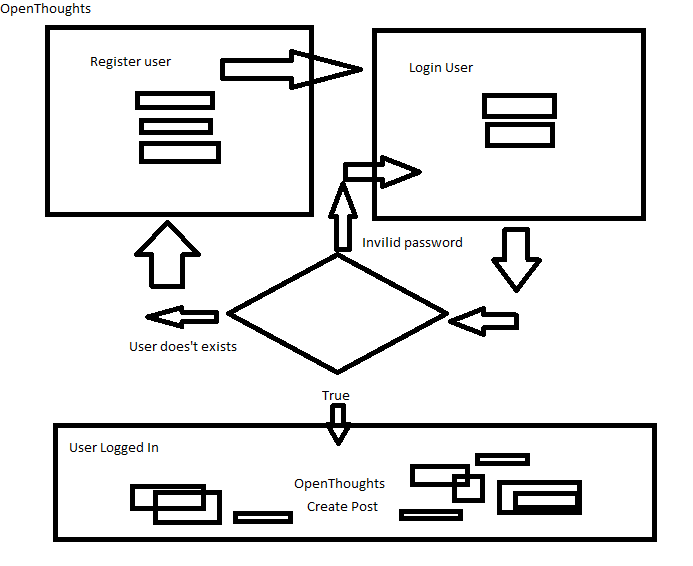 OpenThoughts
Register user
Login User
Invilid password
User does't exists
True
User Logged In
OpenThoughts
Create Post